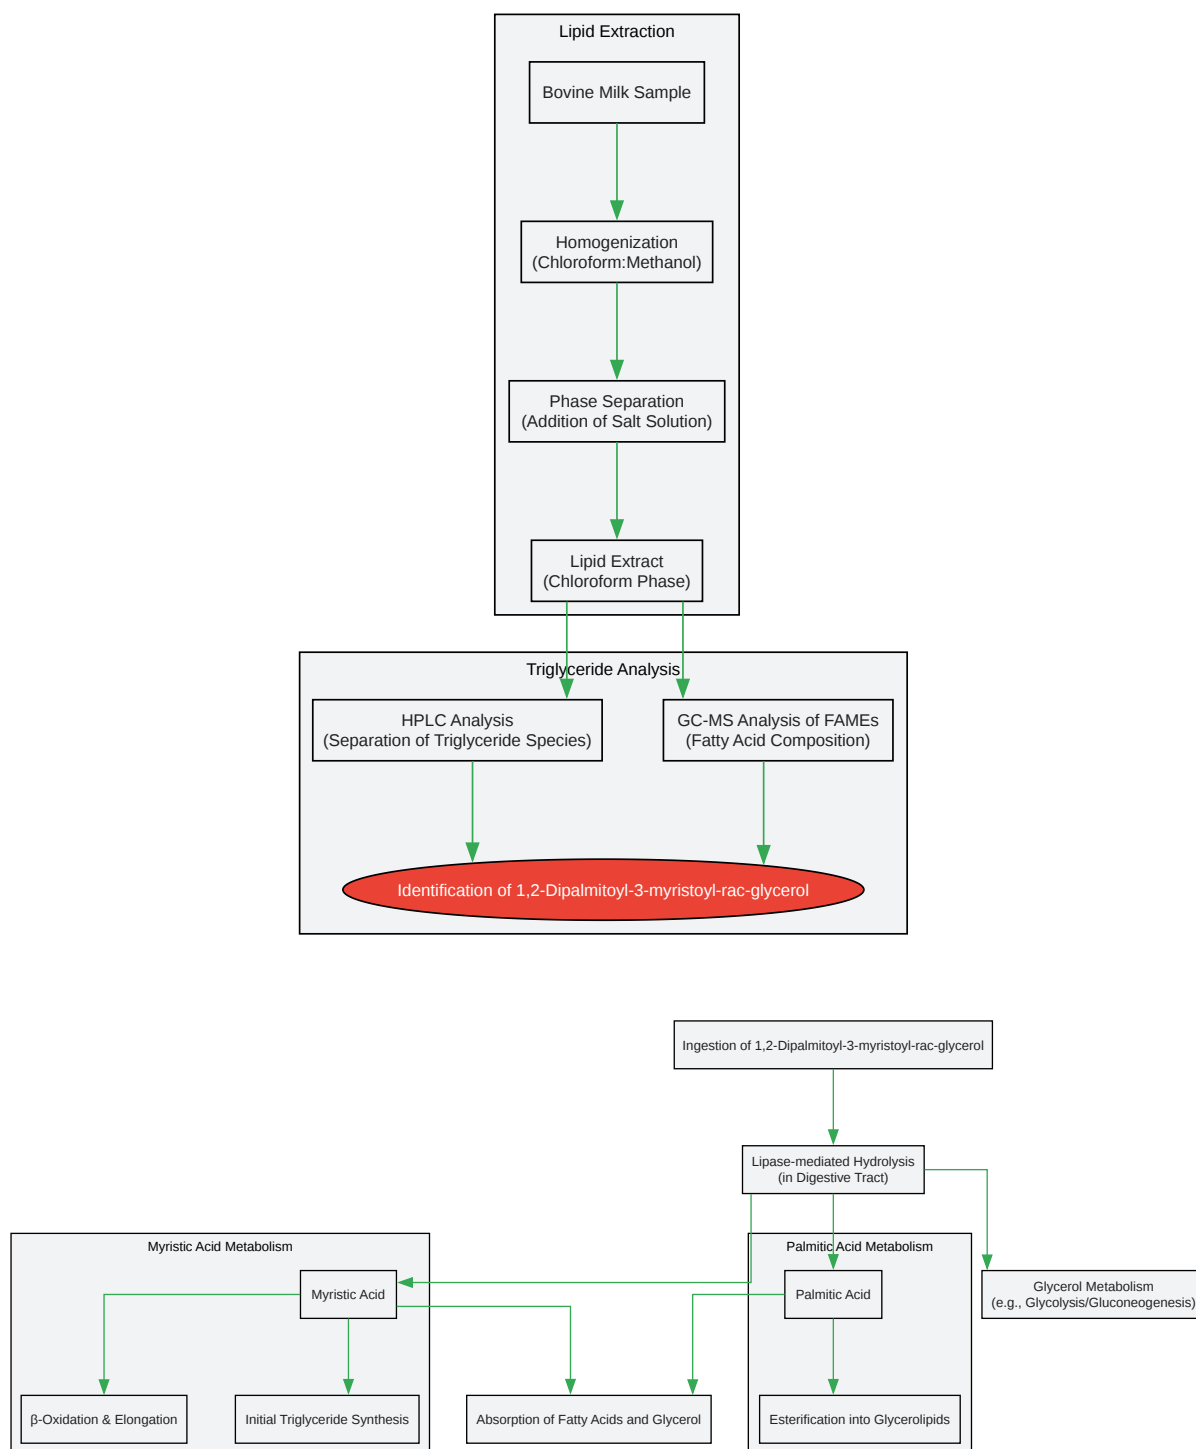 Lipid Extraction
Bovine Milk Sample
Homogenization
(Chloroform:Methanol)
Phase Separation
(Addition of Salt Solution)
Lipid Extract
(Chloroform Phase)
Triglyceride Analysis
HPLC Analysis
(Separation of Triglyceride Species)
GC-MS Analysis of FAMEs
(Fatty Acid Composition)
Identification of 1,2-Dipalmitoyl-3-myristoyl-rac-glycerol
Ingestion of 1,2-Dipalmitoyl-3-myristoyl-rac-glycerol
Lipase-mediated Hydrolysis
(in Digestive Tract)
Myristic Acid Metabolism
Palmitic Acid Metabolism
Myristic Acid
Palmitic Acid
Glycerol Metabolism
(e.g., Glycolysis/Gluconeogenesis)
β-Oxidation & Elongation
Initial Triglyceride Synthesis
Absorption of Fatty Acids and Glycerol
Esterification into Glycerolipids